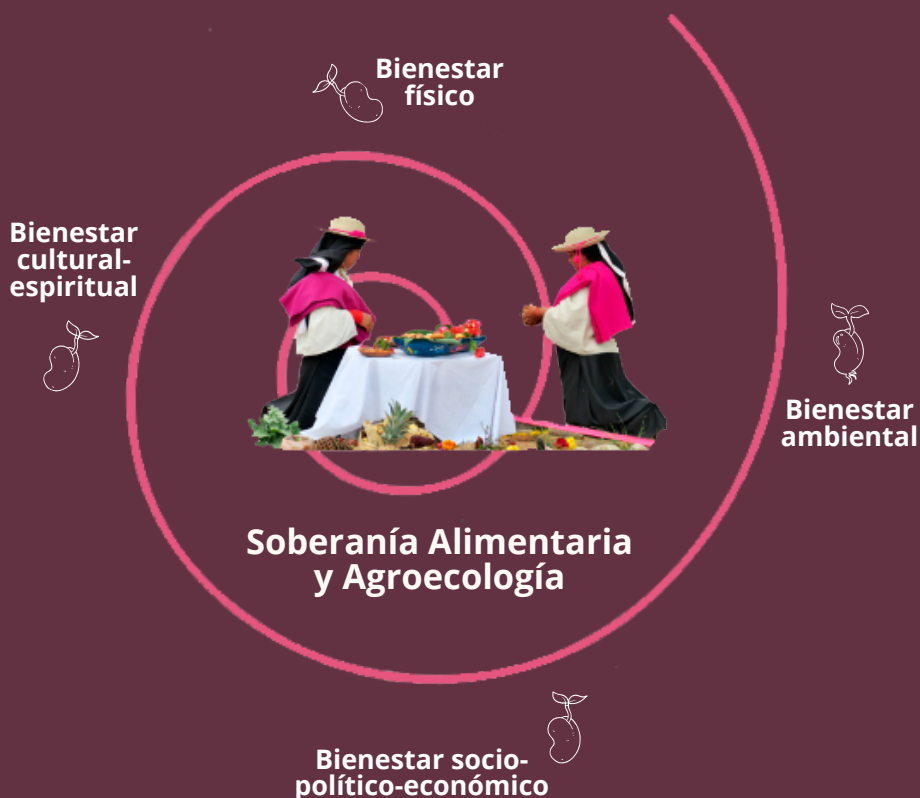 Bienestar
físico
Bienestar
cultural-
espiritual
Bienestar
ambiental
Soberanía Alimentaria
y Agroecología
Bienestar socio-
político-económico